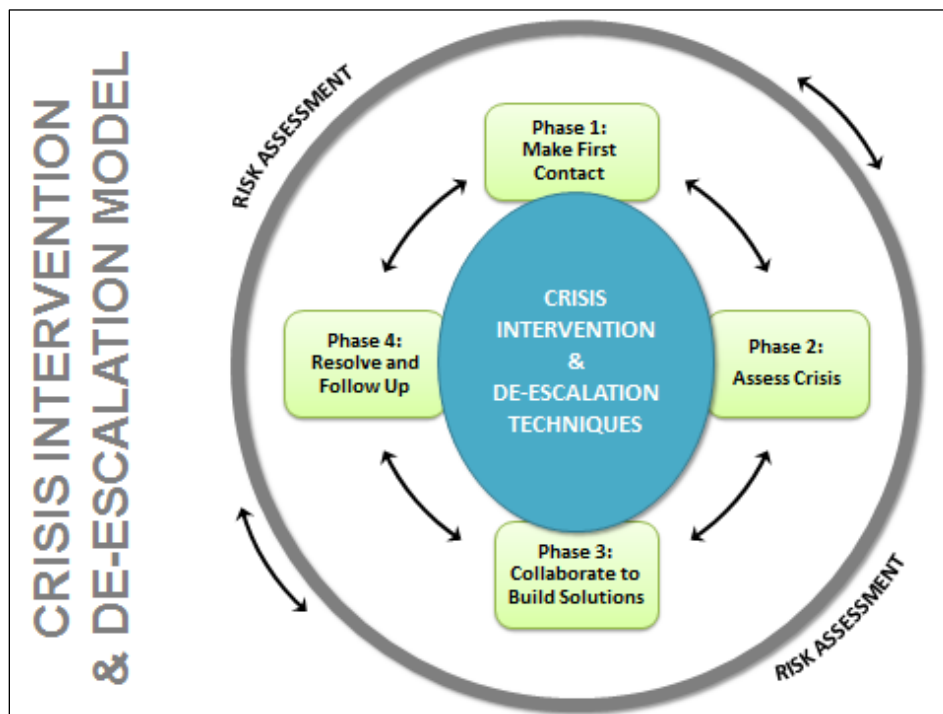 CRISIS INTERVENTION
& DE-ESCALATION MODEL
RISK ASSESSMENT
Phase 1:
Make First
Contact
CRISIS
INTERVENTION
&
DE-ESCALATION
TECHNIQUES
Phase 4:
Resolve and
Follow Up
Phase 2:
Assess Crisis
Phase 3:
Collaborate to
Build Solutions
RISK ASSESSMENT